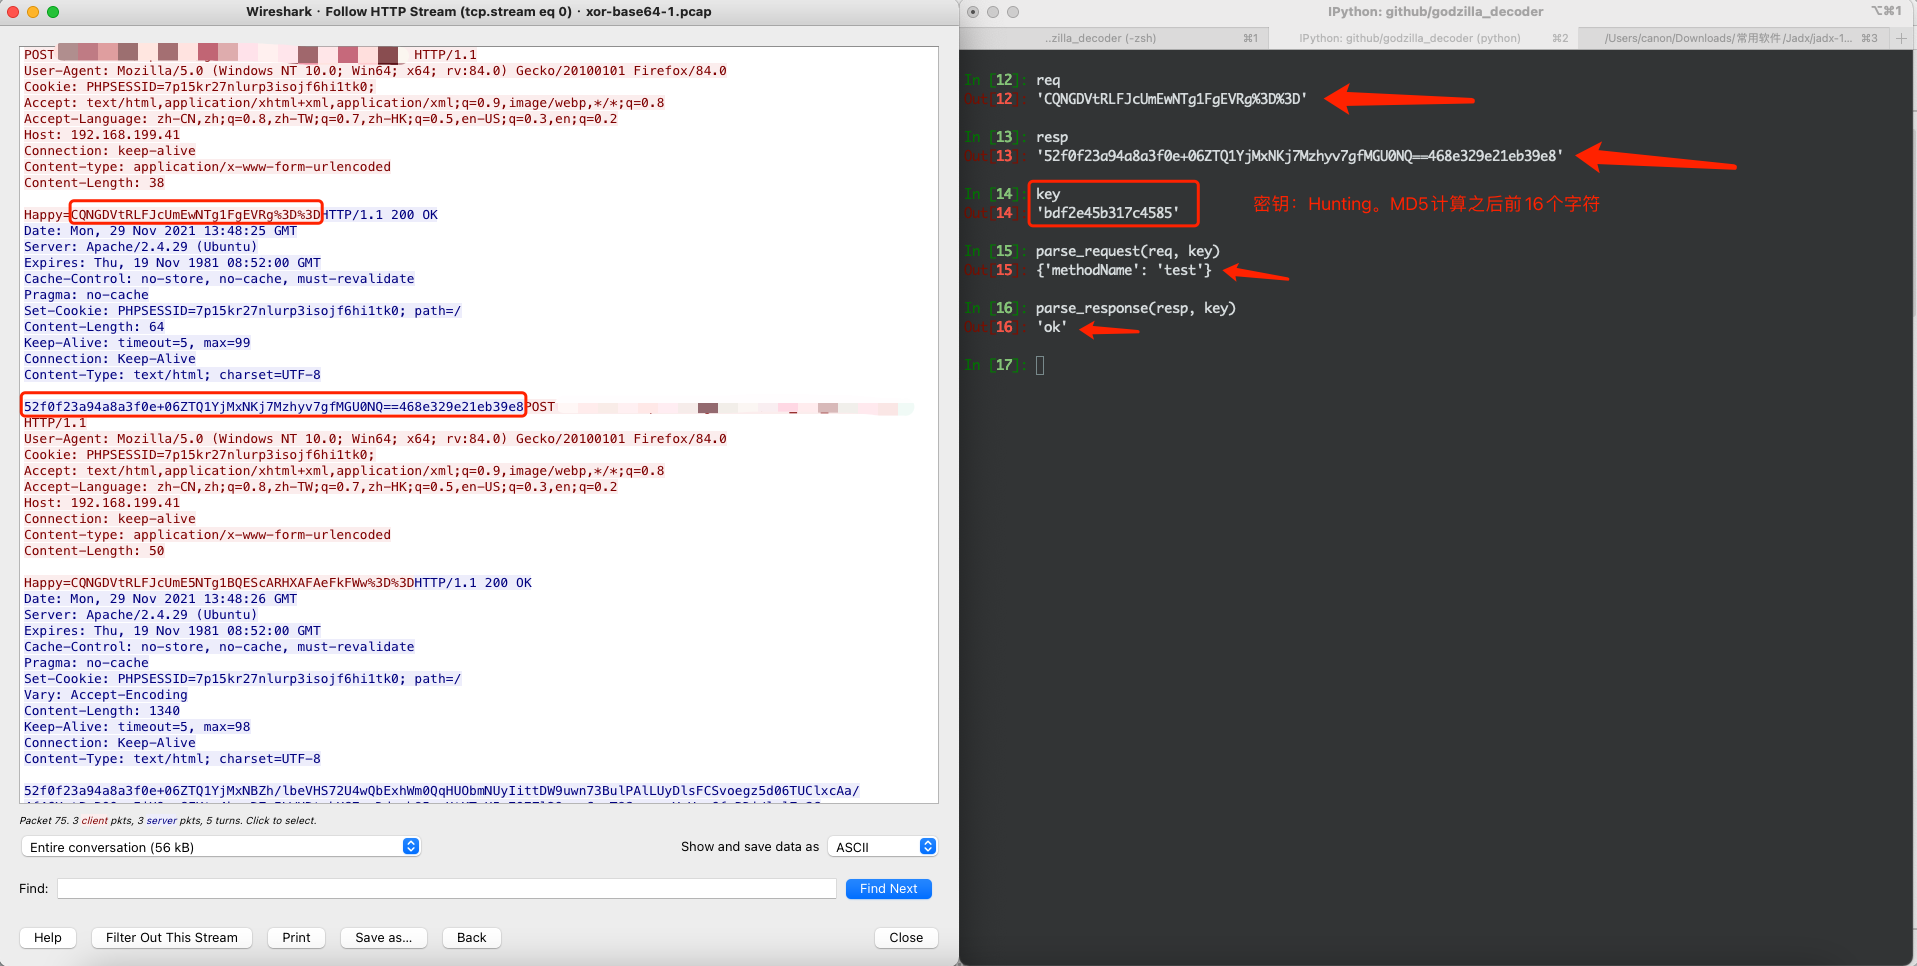 Wireshark · Follow HTTP Stream (tcp.stream eq 0) · xor-base64-1.pcap
POST HTTP/1.1
User-Agent: Mozilla/5.0 (Windows NT 10.0; Win64; x64; rv:84.0) Gecko/20100101 Firefox/84.0
Cookie: PHPSESSID=7p15kr27nlurp3isojf6hi1tk0;
Accept: text/html,application/xhtml+xml,application/xml;q=0.9,image/webp,*/*;q=0.8
Accept-Language: zh-CN,zh;q=0.8,zh-TW;q=0.7,zh-HK;q=0.5,en-US;q=0.3,en;q=0.2
Host: 192.168.199.41
Connection: keep-alive
Content-type: application/x-www-form-urlencoded
Content-Length: 38
Happy=CQNGDVtRLFJcUmEwNTg1FgEVRg%3D%3DHTTP/1.1 200 OK
Date: Mon, 29 Nov 2021 13:48:25 GMT
Server: Apache/2.4.29 (Ubuntu)
Expires: Thu, 19 Nov 1981 08:52:00 GMT
Cache-Control: no-store, no-cache, must-revalidate
Pragma: no-cache
Set-Cookie: PHPSESSID=7p15kr27nlurp3isojf6hi1tk0; path=/
Content-Length: 64
Keep-Alive: timeout=5, max=99
Connection: Keep-Alive
Content-Type: text/html; charset=UTF-8
52f0f23a94a8a3f0e+06ZTQ1YjMxNKj7Mzhyv7gfMGU0NQ==468e329e21eb39e8POST
HTTP/1.1
User-Agent: Mozilla/5.0 (Windows NT 10.0; Win64; x64; rv:84.0) Gecko/20100101 Firefox/84.0
Cookie: PHPSESSID=7p15kr27nlurp3isojf6hi1tk0;
Accept: text/html,application/xhtml+xml,application/xml;q=0.9,image/webp,*/*;q=0.8
Accept-Language: zh-CN,zh;q=0.8,zh-TW;q=0.7,zh-HK;q=0.5,en-US;q=0.3,en;q=0.2
Host: 192.168.199.41
Connection: keep-alive
Content-type: application/x-www-form-urlencoded
Content-Length: 50
Happy=CQNGDVtRLFJcUmE5NTg1BQEScARHXAFAeFkFWw%3D%3DHTTP/1.1 200 OK
Date: Mon, 29 Nov 2021 13:48:26 GMT
Server: Apache/2.4.29 (Ubuntu)
Expires: Thu, 19 Nov 1981 08:52:00 GMT
Cache-Control: no-store, no-cache, must-revalidate
Pragma: no-cache
Set-Cookie: PHPSESSID=7p15kr27nlurp3isojf6hi1tk0; path=/
Vary: Accept-Encoding
Content-Length: 1340
Keep-Alive: timeout=5, max=98
Connection: Keep-Alive
Content-Type: text/html; charset=UTF-8
52f0f23a94a8a3f0e+06ZTQ1YjMxNBZh/lbeVHS72U4wQbExhWm0QqHUObmNUyIittDW9uwn73BulPAlLUyDlsFCSvoegz5d06TUClxcAa/
Packet 75. 3 client pkts, 3 server pkts, 5 turns. Click to select.
Entire conversation (56 kB)
Show and save data as ASCII
Find:
Find Next
Help
Filter Out This Stream
Print
Save as...
Back
Close
IPython: github/godzilla_decoder
⌥⌘1
..zilla_decoder (-zsh) ⌘1
IPython: github/godzilla_decoder (python) ⌘2
/Users/canon/Downloads/常用软件/Jadx/jadx-1... ⌘3
In [12]: req
Out[12]: 'CQNGDVtRLFJcUmEwNTg1FgEVRg%3D%3D'
In [13]: resp
Out[13]: '52f0f23a94a8a3f0e+06ZTQ1YjMxNKj7Mzhyv7gfMGU0NQ==468e329e21eb39e8'
In [14]: key
Out[14]: 'bdf2e45b317c4585'
密钥：Hunting。MD5计算之后前16个字符
In [15]: parse_request(req, key)
Out[15]: {'methodName': 'test'}
In [16]: parse_response(resp, key)
Out[16]: 'ok'
In [17]: